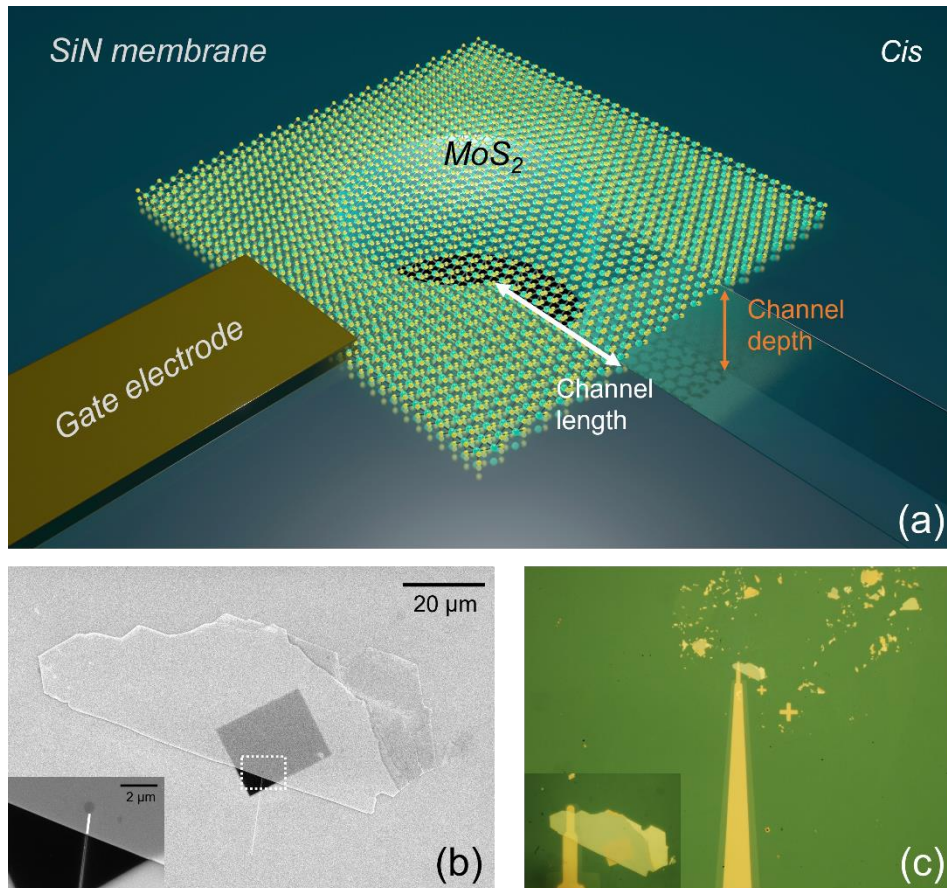 SiN membrane
Cis
MoS₂
Gate electrode
Channel
depth
Channel
length
(a)
20 µm
2 µm
(b)
(c)